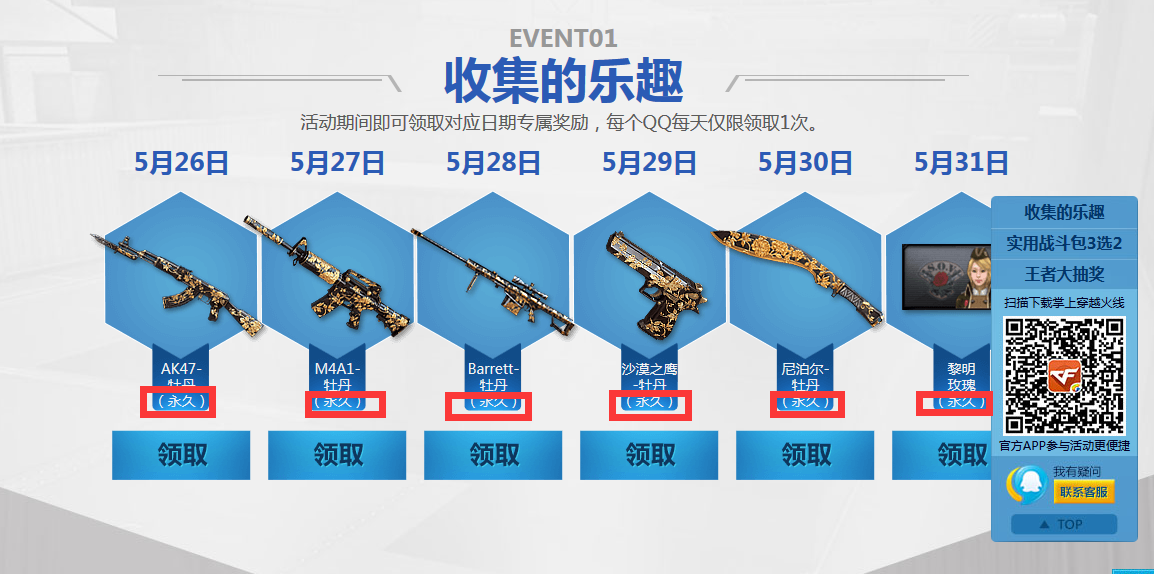 EVENT01
收集的乐趣
活动期间即可领取对应日期专属奖励，每个QQ每天仅限领取1次。
5月26日
5月27日
5月28日
5月29日
5月30日
5月31日
AK47-
牡丹
（永久）
M4A1-
牡丹
（永久）
Barrett-
牡丹
（永久）
沙漠之鹰
-牡丹
（永久）
尼泊尔-
牡丹
（永久）
黎明
玫瑰
（永久）
领取
领取
领取
领取
领取
领取
收集的乐趣
实用战斗包3选2
王者大抽奖
扫描下载掌上穿越火线
官方APP参与活动更便捷
我有疑问
联系客服
▲ TOP